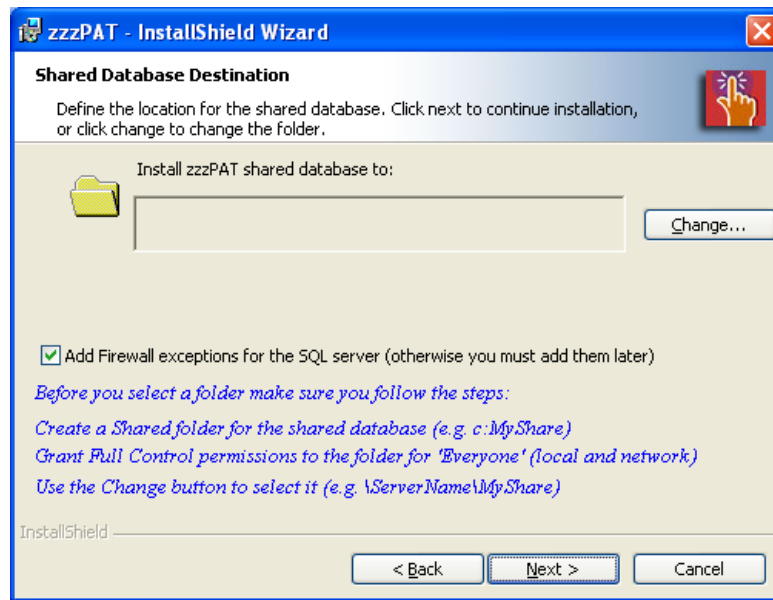 zzzPAT - InstallShield Wizard
Shared Database Destination
Define the location for the shared database. Click next to continue installation,
or click change to change the folder.
Install zzzPAT shared database to:
Change...
Add Firewall exceptions for the SQL server (otherwise you must add them later)
Before you select a folder make sure you follow the steps:
Create a Shared folder for the shared database (e.g. c:MyShare)
Grant Full Control permissions to the folder for 'Everyone' (local and network)
Use the Change button to select it (e.g. \ServerName\MyShare)
InstallShield
< Back
Next >
Cancel